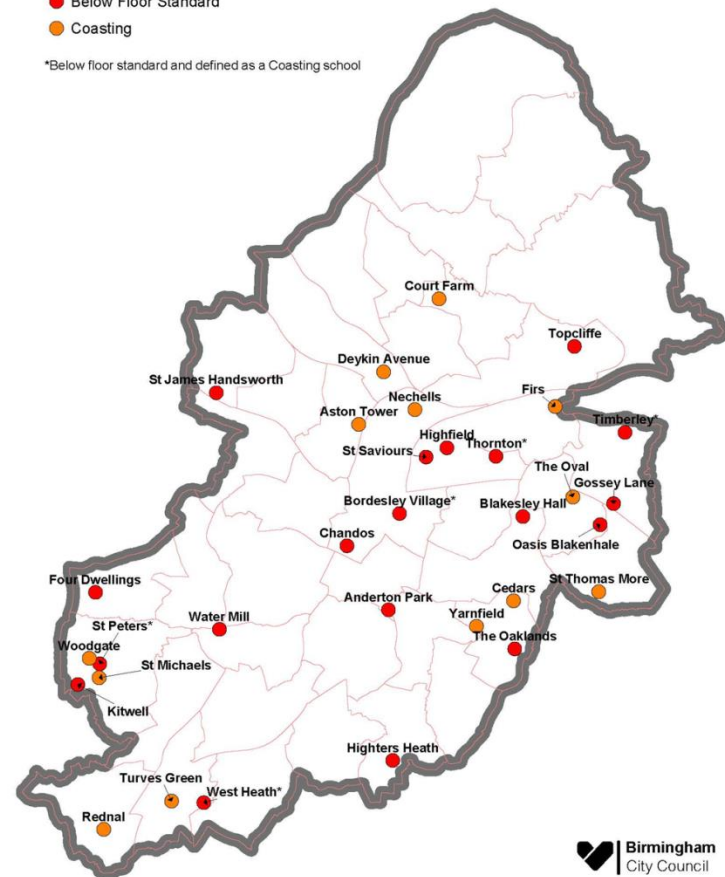 Below Floor Standard
Coasting
*Below floor standard and defined as a Coasting school
Court Farm
Topcliffe
Deykin Avenue
St James Handsworth
Firs
Nechells
Aston Tower
Timberley*
Highfield
Thornton*
St Saviours
The Oval
Gossey Lane
Bordesley Village*
Blakesley Hall
Chandos
Oasis Blakenhale
Four Dwellings
St Thomas More
Cedars
Anderton Park
Water Mill
Yarnfield
St Peters*
The Oaklands
Woodgate
St Michaels
Kitwell
Highters Heath
Turves Green
West Heath*
Rednal
Birmingham
City Council